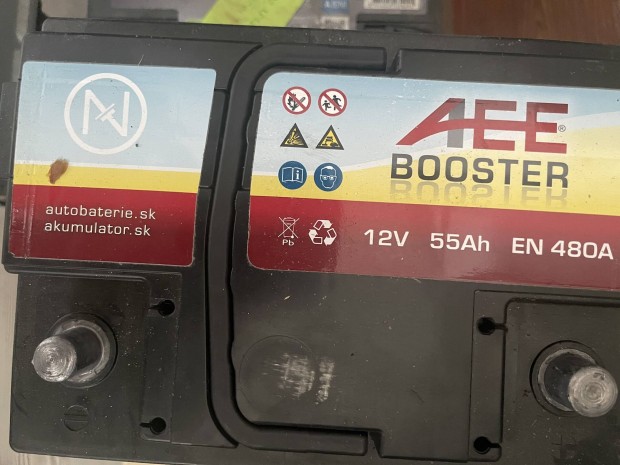 autobaterie.sk
akumulator.sk
AEE®
BOOSTER
Pb
12V 55Ah EN 480A